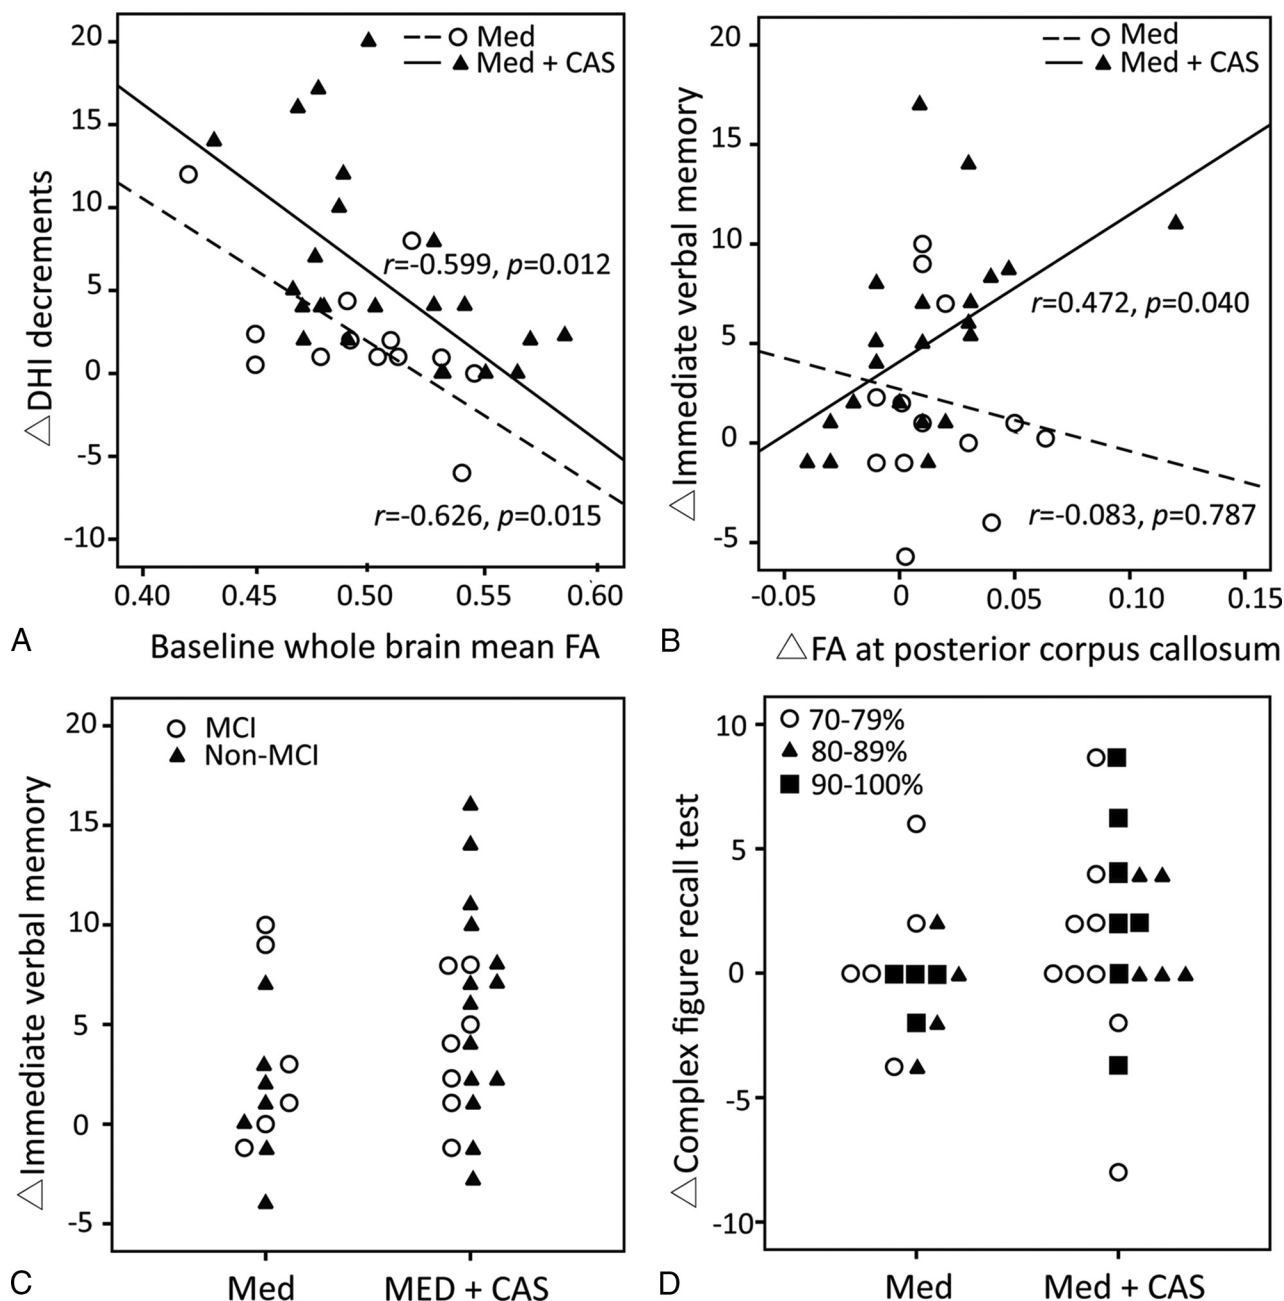 20
15
10
5
0
-5
-10
△DHI decrements
Med
Med + CAS
r=-0.599, p=0.012
r=-0.626, p=0.015
0.40 0.45 0.50 0.55 0.60
A Baseline whole brain mean FA
20
15
10
5
0
-5
△Immediate verbal memory
Med
Med + CAS
r=0.472, p=0.040
r=-0.083, p=0.787
-0.05 0 0.05 0.10 0.15
B △FA at posterior corpus callosum
20
15
10
5
0
-5
△Immediate verbal memory
MCI
Non-MCI
C Med MED + CAS
10
5
0
-5
-10
△Complex figure recall test
70-79%
80-89%
90-100%
D Med Med + CAS